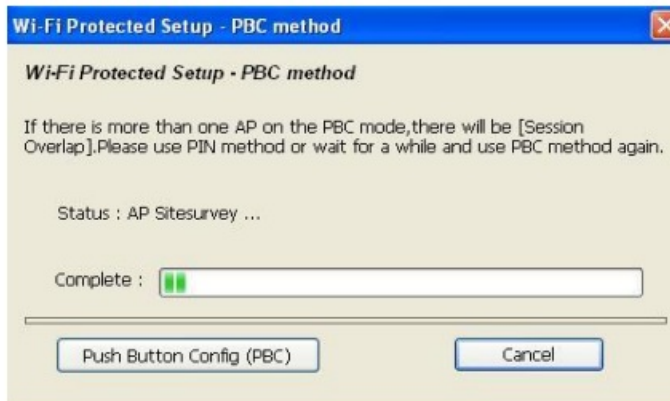 Wi-Fi Protected Setup - PBC method
Wi-Fi Protected Setup - PBC method
If there is more than one AP on the PBC mode,there will be [Session
Overlap].Please use PIN method or wait for a while and use PBC method again.
Status : AP Sitesurvey ...
Complete :
Push Button Config (PBC)
Cancel